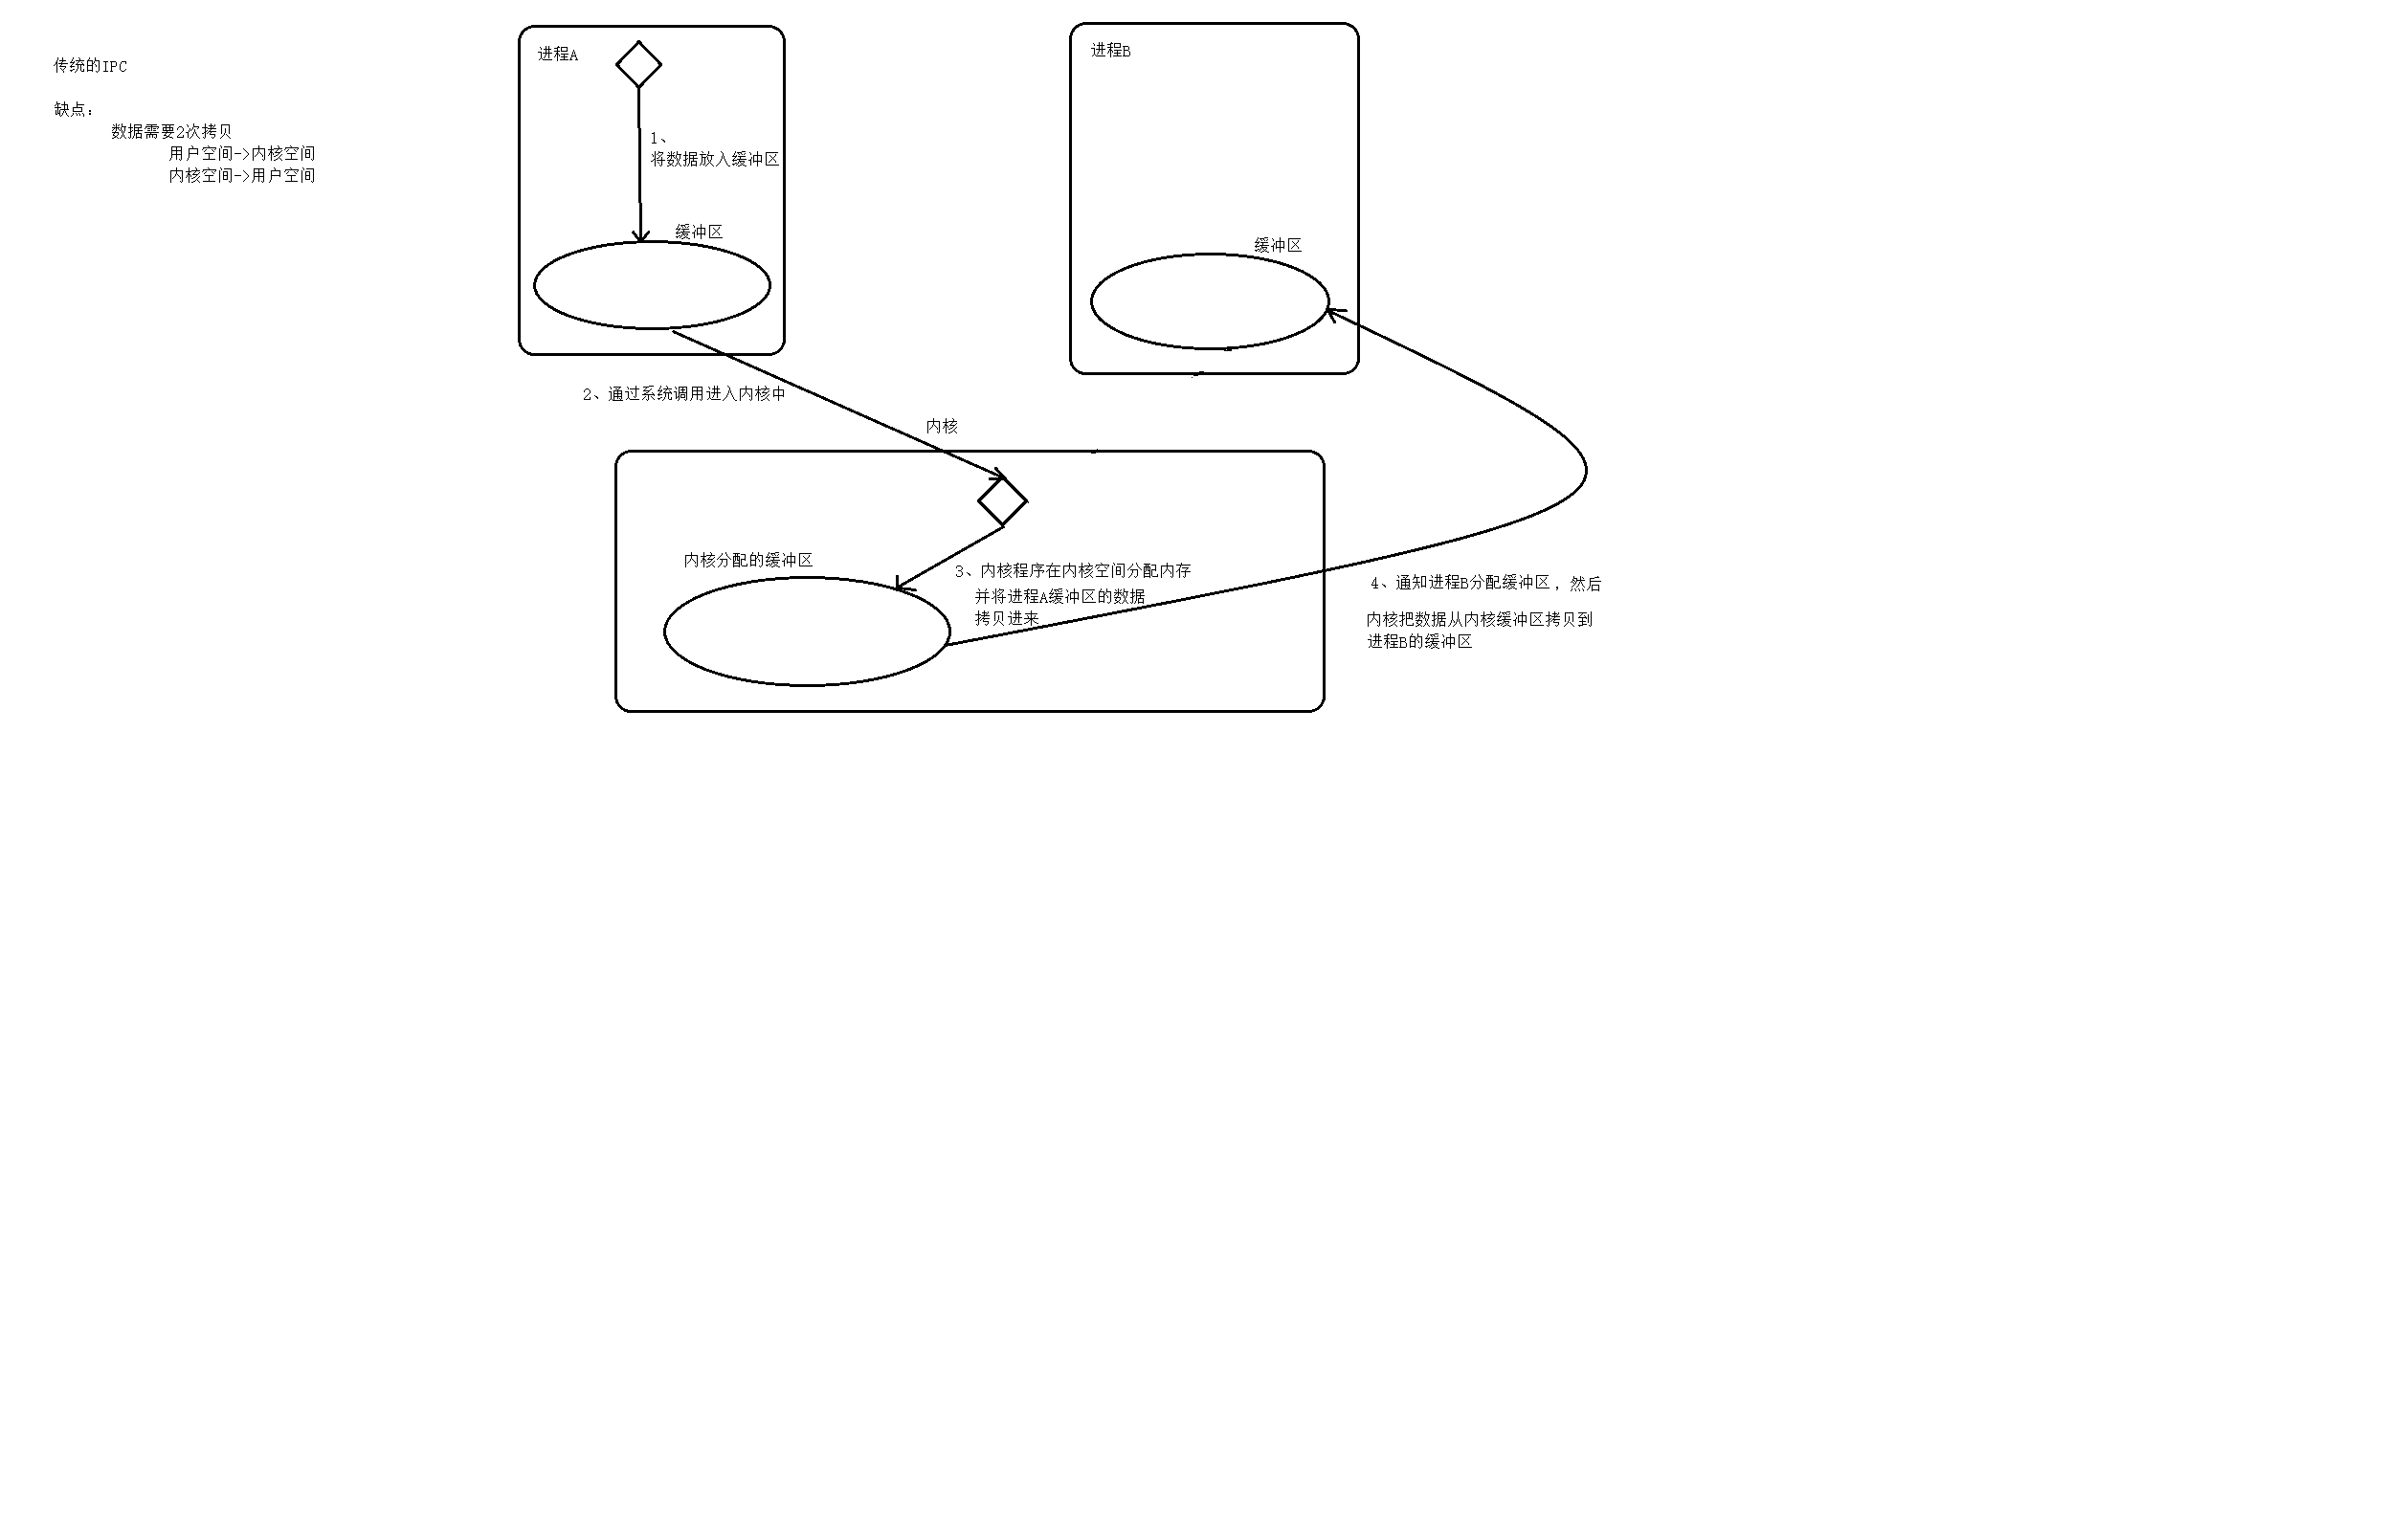 传统的IPC
缺点：
数据需要2次拷贝
用户空间->内核空间
内核空间->用户空间
进程A
1、
将数据放入缓冲区
缓冲区
进程B
缓冲区
2、通过系统调用进入内核中
内核
内核分配的缓冲区
3、内核程序在内核空间分配内存
并将进程A缓冲区的数据
拷贝进来
4、通知进程B分配缓冲区，然后
内核把数据从内核缓冲区拷贝到
进程B的缓冲区